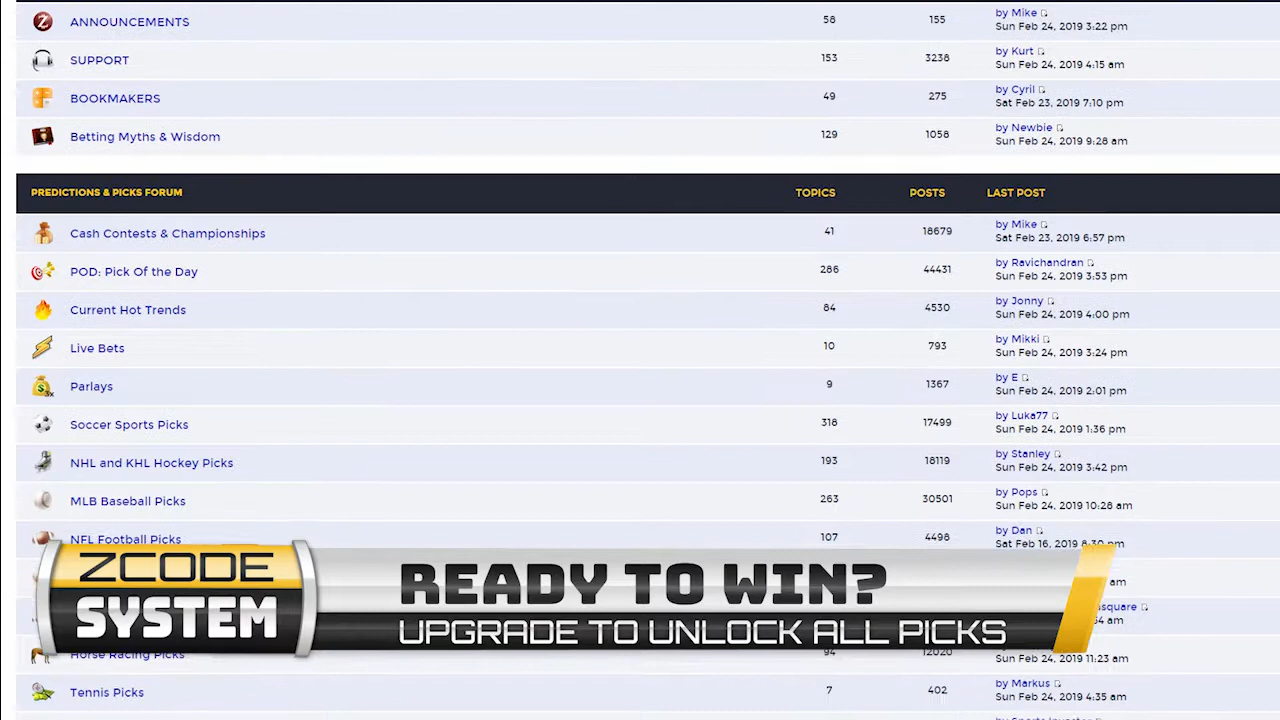 ANNOUNCEMENTS 58 155 by Mike
Sun Feb 24, 2019 3:22 pm
SUPPORT 153 3238 by Kurt
Sun Feb 24, 2019 4:15 am
BOOKMAKERS 49 275 by Cyril
Sat Feb 23, 2019 7:10 pm
Betting Myths & Wisdom 129 1058 by Newbie
Sun Feb 24, 2019 9:28 am
PREDICTIONS & PICKS FORUM TOPICS POSTS LAST POST
Cash Contests & Championships 41 18679 by Mike
Sat Feb 23, 2019 6:57 pm
POD: Pick Of the Day 286 44431 by Ravichandran
Sun Feb 24, 2019 3:53 pm
Current Hot Trends 84 4530 by Jonny
Sun Feb 24, 2019 4:00 pm
Live Bets 10 793 by Mikki
Sun Feb 24, 2019 3:24 pm
Parlays 9 1367 by E
Sun Feb 24, 2019 2:01 pm
Soccer Sports Picks 318 17499 by Luka77
Sun Feb 24, 2019 1:36 pm
NHL and KHL Hockey Picks 193 18119 by Stanley
Sun Feb 24, 2019 3:42 pm
MLB Baseball Picks 263 30501 by Pops
Sun Feb 24, 2019 10:28 am
NFL Football Picks 107 4498 by Dan
Sat Feb 16, 2019 8:30 pm
ZCODE
SYSTEM
READY TO WIN?
UPGRADE TO UNLOCK ALL PICKS
am
am
Horse Racing Picks 94 12020
Sun Feb 24, 2019 11:23 am
Tennis Picks 7 402 by Markus
Sun Feb 24, 2019 4:35 am